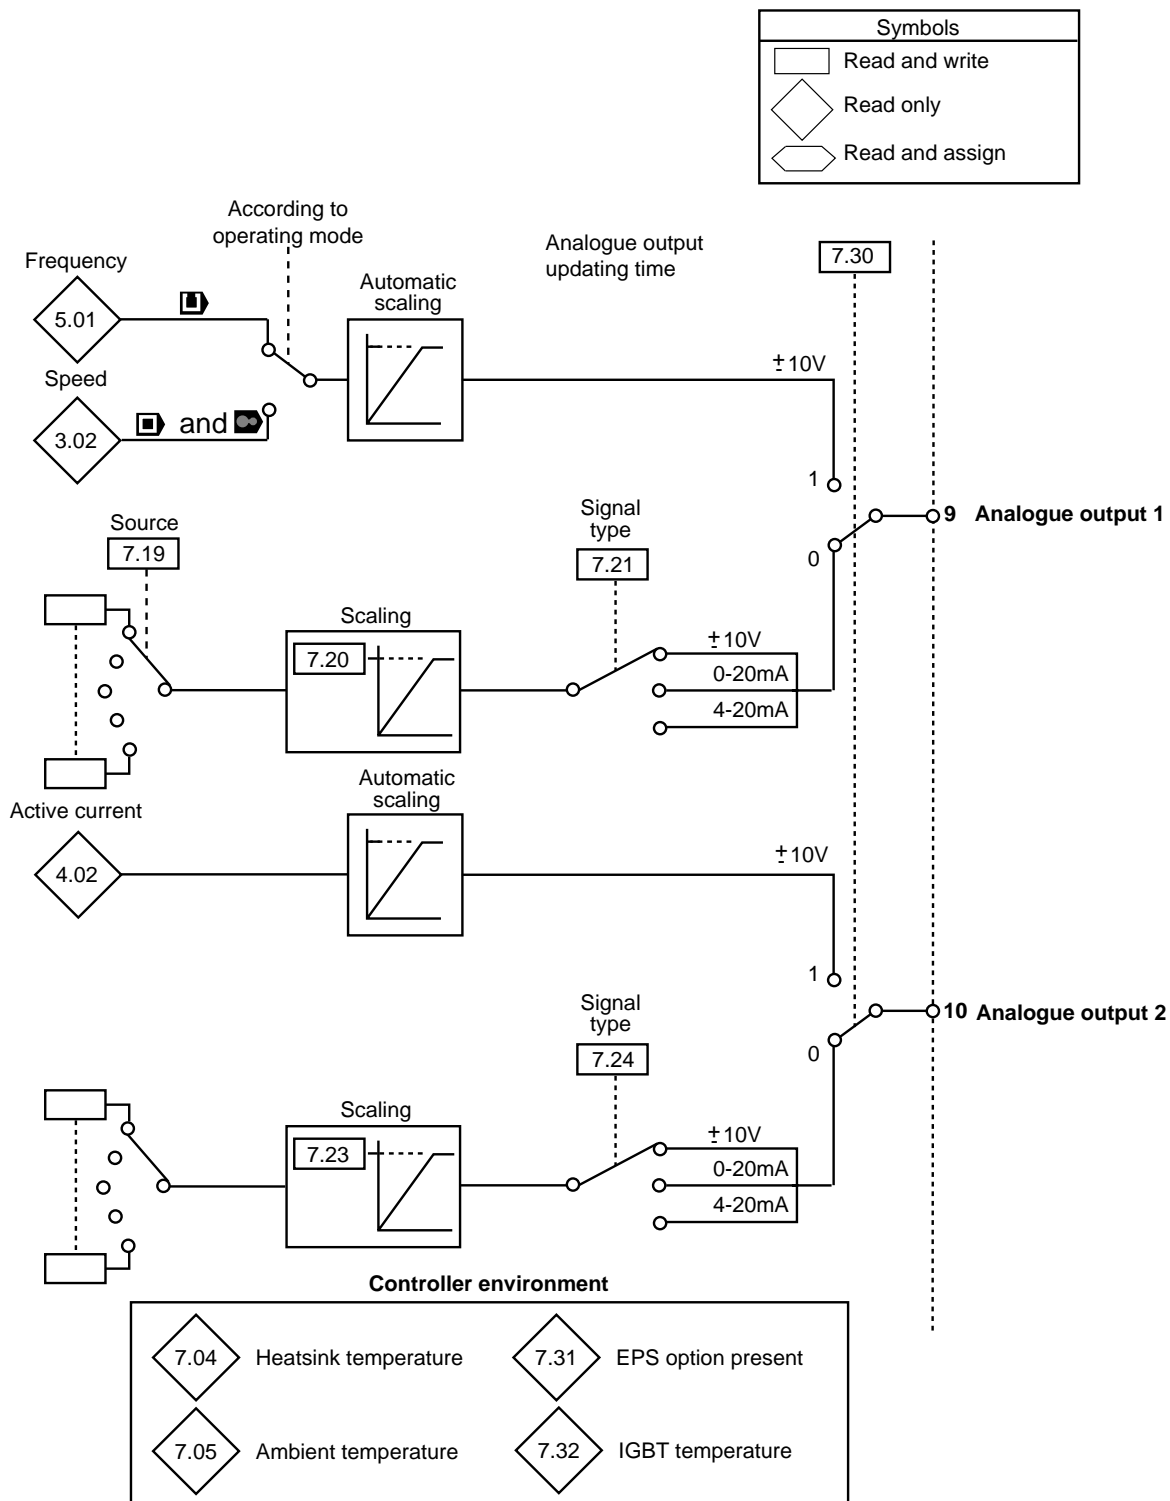 Symbols
Read and write
Read only
Read and assign
According to
operating mode
Analogue output
updating time
7.30
Frequency
5.01
Automatic
scaling
±10V
Speed
3.02
and
1
9 Analogue output 1
0
Source
7.19
Signal
type
7.21
Scaling
7.20
±10V
0-20mA
4-20mA
Active current
4.02
Automatic
scaling
±10V
1
10 Analogue output 2
0
Signal
type
7.24
Scaling
7.23
±10V
0-20mA
4-20mA
Controller environment
7.04 Heatsink temperature
7.31 EPS option present
7.05 Ambient temperature
7.32 IGBT temperature